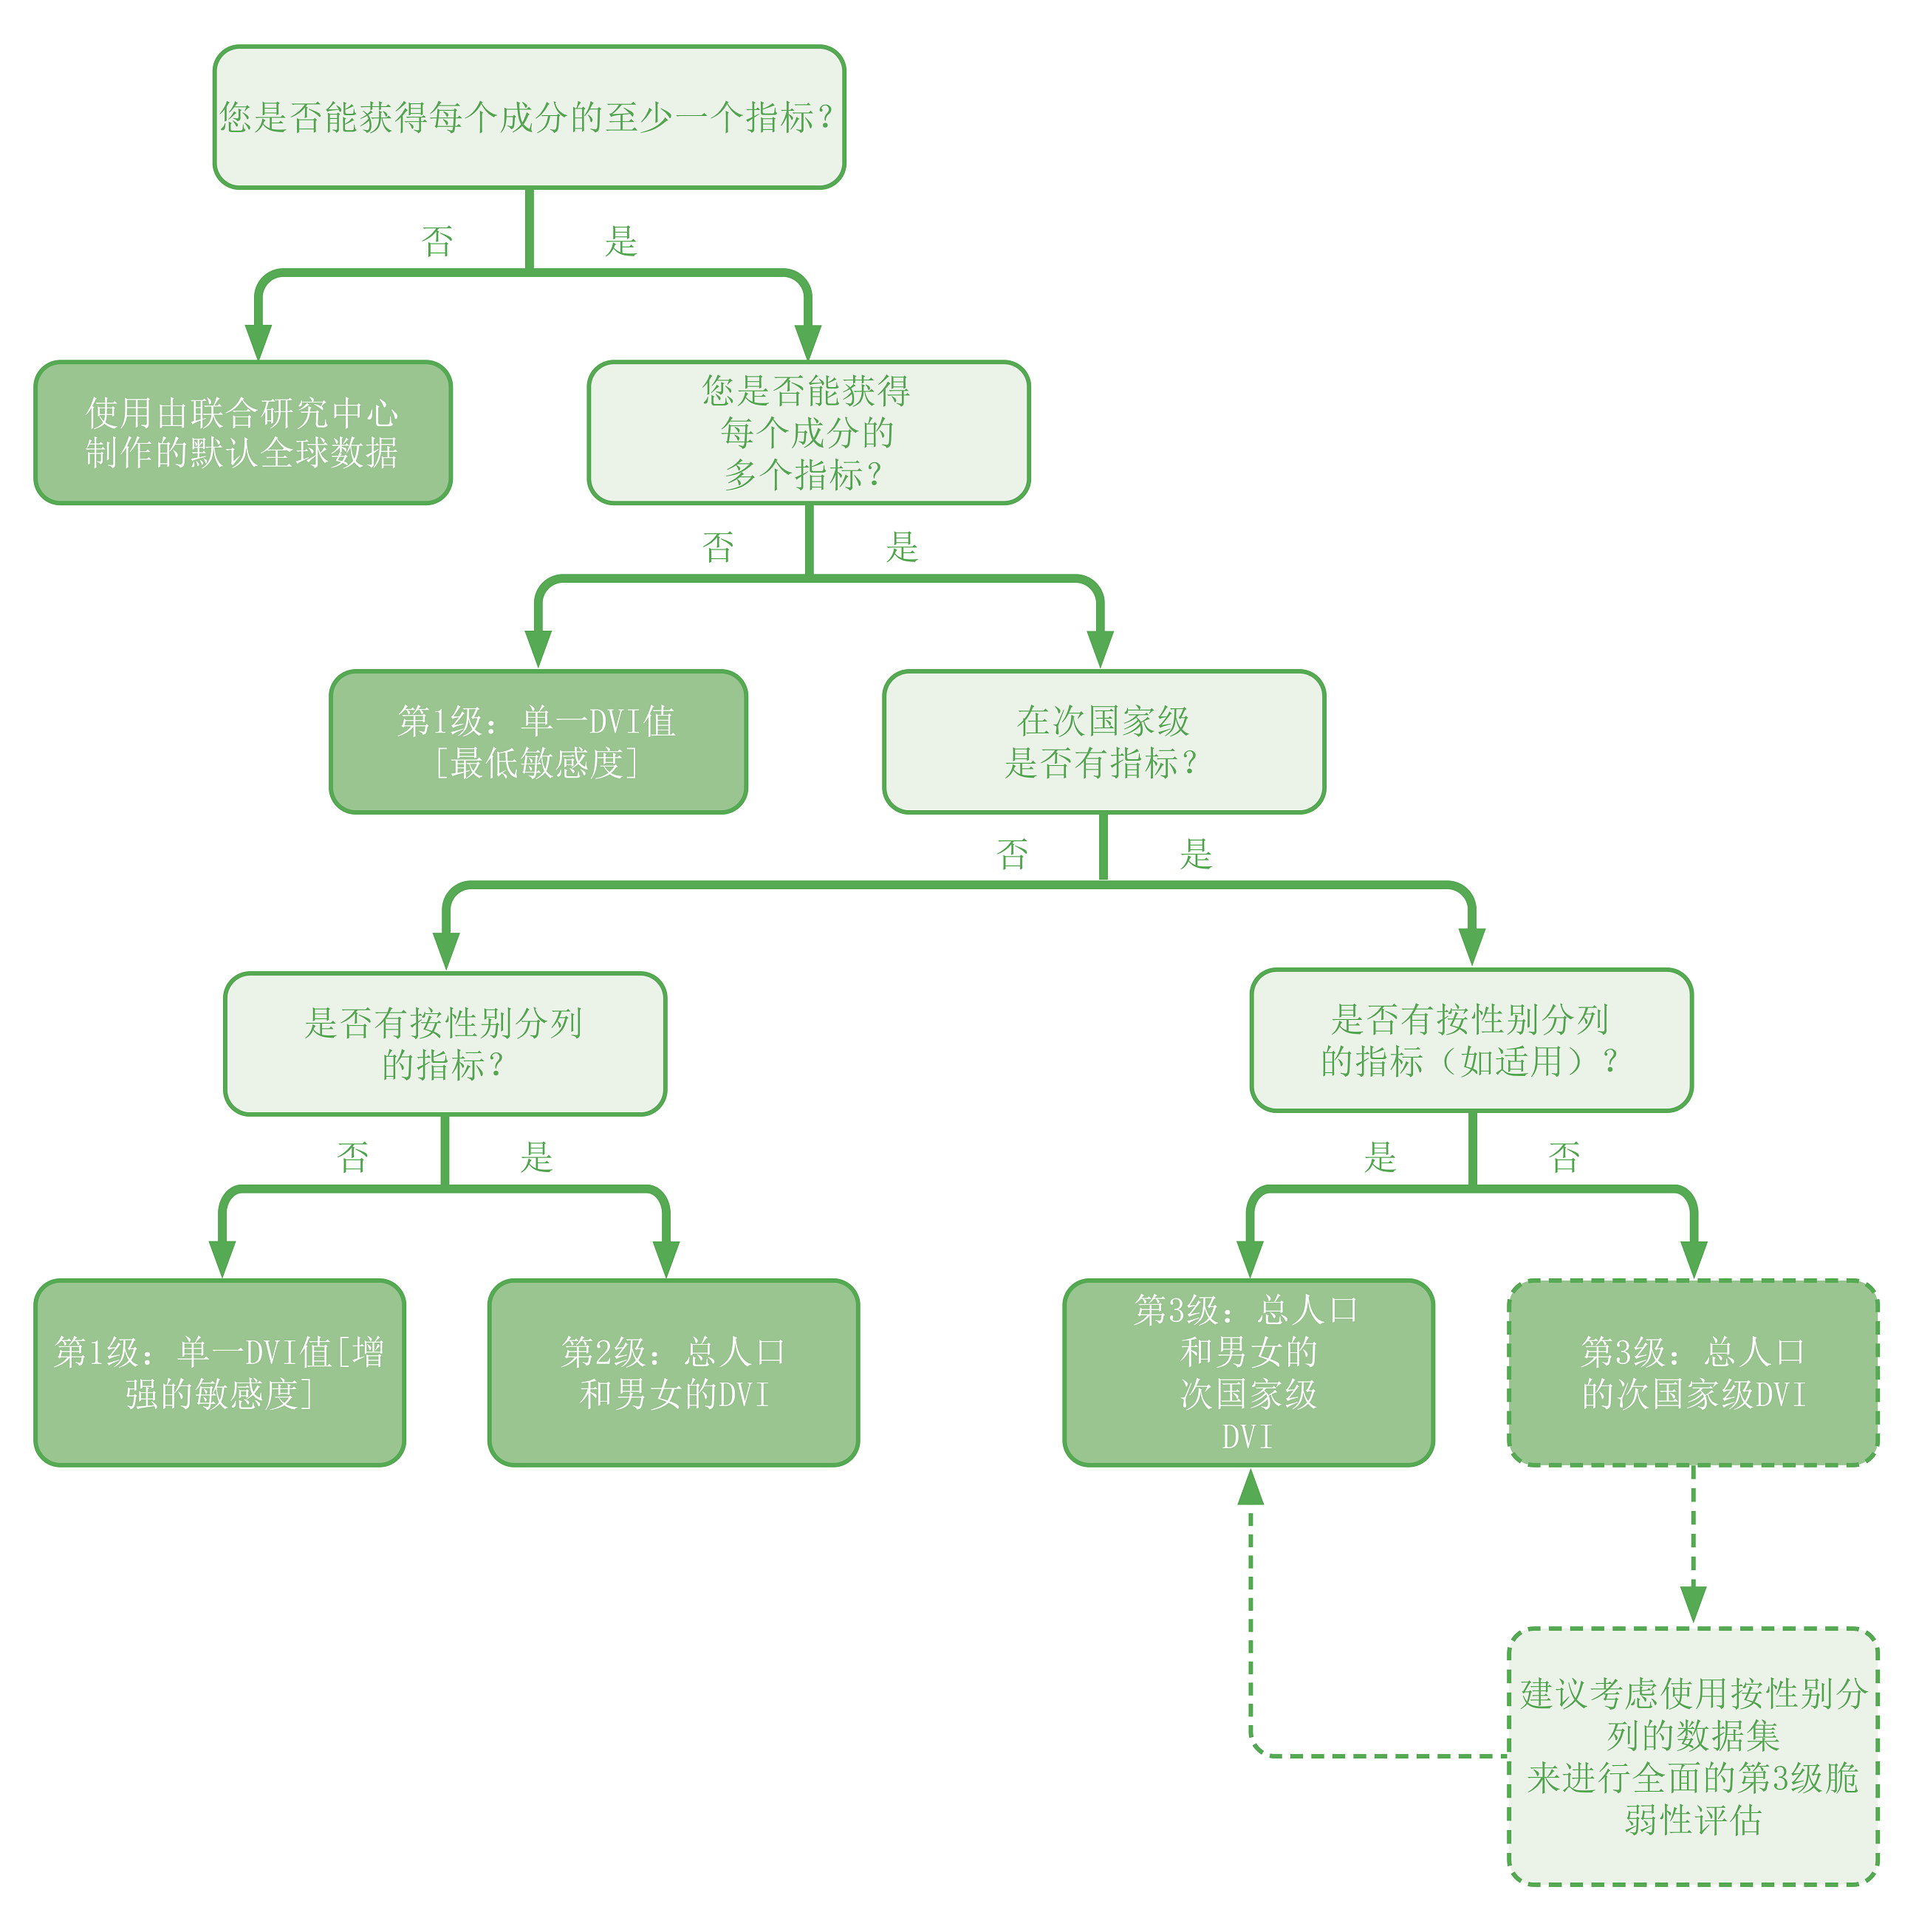 您是否能获得每个成分的至少一个指标?
否
是
使用由联合研究中心
制作的默认全球数据
您是否能获得
每个成分的
多个指标?
否
是
第1级：单一DVI值
[最低敏感度]
在次国家级
是否有指标?
否
是
是否有按性别分列
的指标?
是否有按性别分列
的指标（如适用）?
否
是
是
否
第1级：单一DVI值[增
强的敏感度]
第2级：总人口
和男女的DVI
第3级：总人口
和男女的
次国家级
DVI
第3级：总人口
的次国家级DVI
建议考虑使用按性别分
列的数据集
来进行全面的第3级脆
弱性评估